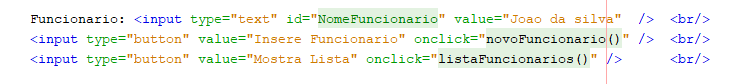 Funcionario: <input type="text" id="NomeFuncionario" value="Joao da silva" /> <br/>
<input type="button" value="Insere Funcionario" onclick="novoFuncionario()" /> <br/>
<input type="button" value="Mostra Lista" onclick="listaFuncionarios()" /> <br/>